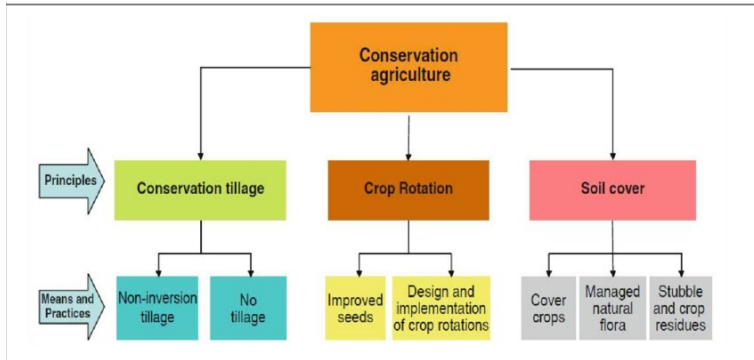 Conservation
agriculture
Principles
Conservation tillage
Crop Rotation
Soil cover
Means and
Practices
Non-inversion
tillage
No
tillage
Improved
seeds
Design and
implementation
of crop rotations
Cover
crops
Managed
natural
flora
Stubble
and crop
residues